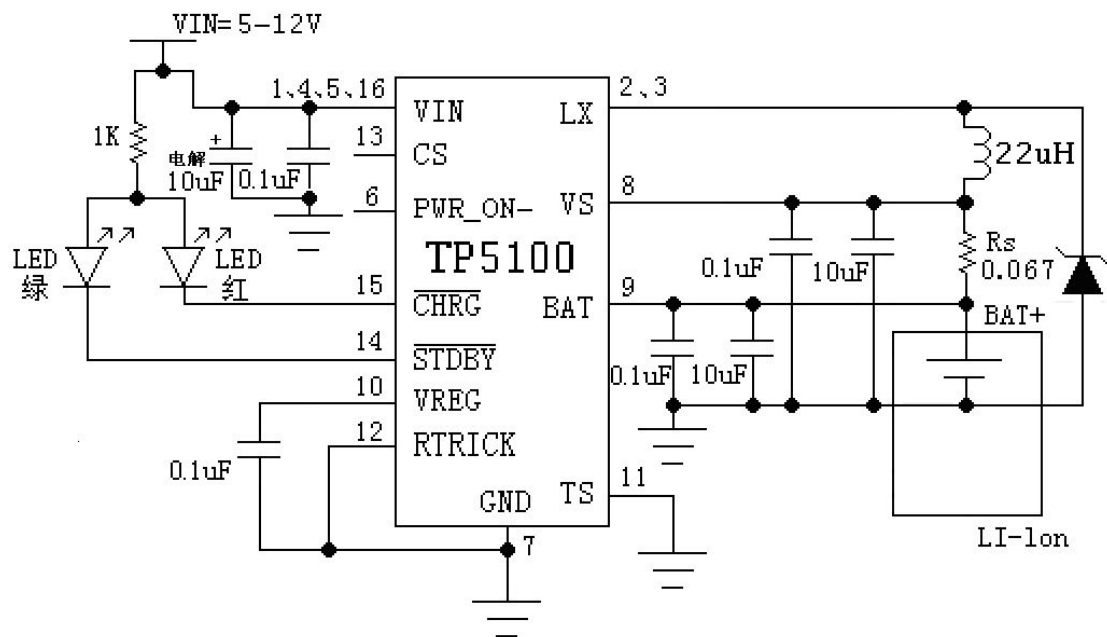 VIN=5-12V
1、4、5、16
2、3
VIN
LX
1K
13
+
电解
10uF
0.1uF
CS
22uH
6
8
PWR_ON-
VS
TP5100
LED
绿
LED
红
0.1uF
10uF
Rs
0.067
15
9
CHRG
BAT
BAT+
14
STDBY
0.1uF
10uF
10
VREG
12
RTRICK
0.1uF
11
TS
GND
7
LI-lon